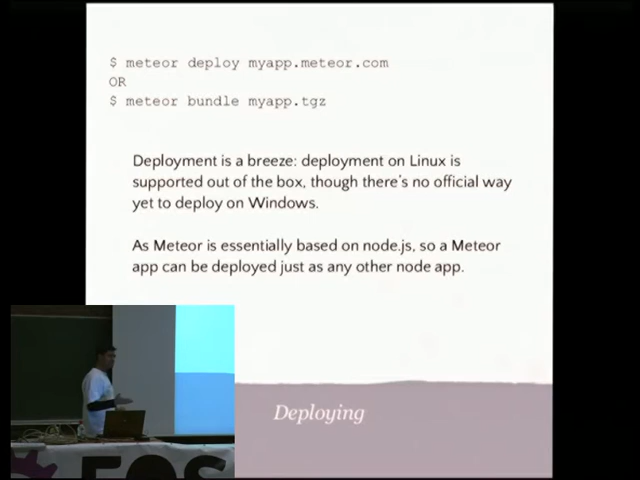 $ meteor deploy myapp.meteor.com
OR
$ meteor bundle myapp.tgz
Deployment is a breeze: deployment on Linux is
supported out of the box, though there's no official way
yet to deploy on Windows.
As Meteor is essentially based on node.js, so a Meteor
app can be deployed just as any other node app.
Deploying
FOS